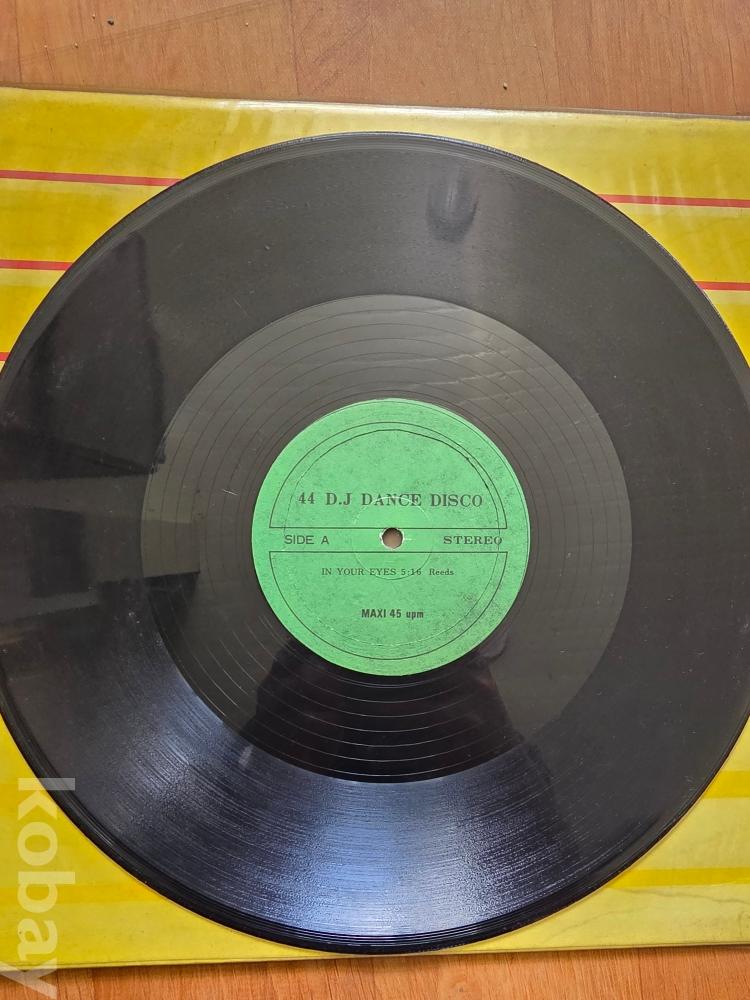 44 D.J DANCE DISCO
SIDE A STEREO
IN YOUR EYES 5:16 Reeds
MAXI 45 upm
kobay